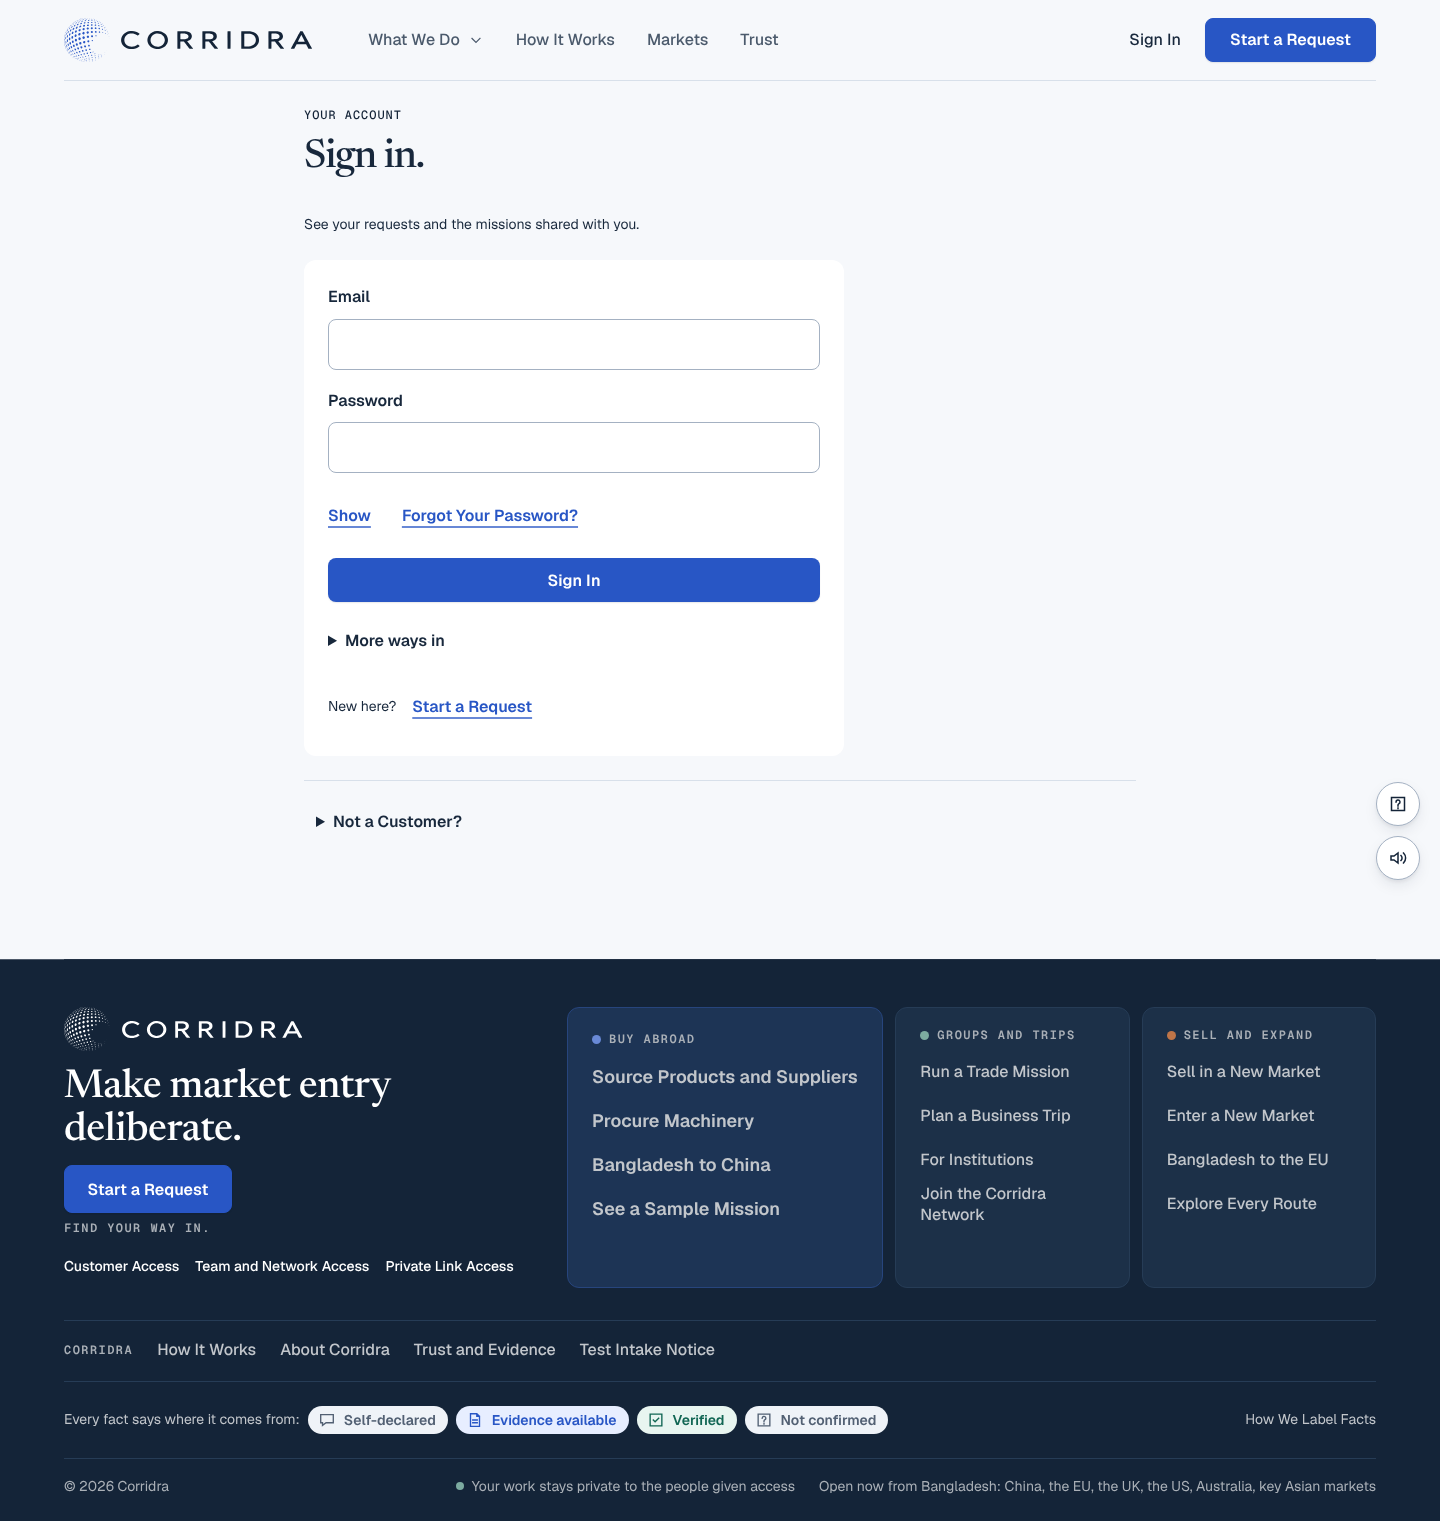 CORRIDRA
What We Do
How It Works
Markets
Trust
Sign In
Start a Request
YOUR ACCOUNT
Sign in.
See your requests and the missions shared with you.
Email
Password
Show
Forgot Your Password?
Sign In
More ways in
New here? Start a Request
Not a Customer?
CORRIDRA
Make market entry
deliberate.
Start a Request
FIND YOUR WAY IN.
Customer Access
Team and Network Access
Private Link Access
BUY ABROAD
Source Products and Suppliers
Procure Machinery
Bangladesh to China
See a Sample Mission
GROUPS AND TRIPS
Run a Trade Mission
Plan a Business Trip
For Institutions
Join the Corridra
Network
SELL AND EXPAND
Sell in a New Market
Enter a New Market
Bangladesh to the EU
Explore Every Route
CORRIDRA
How It Works
About Corridra
Trust and Evidence
Test Intake Notice
Every fact says where it comes from:
Self-declared
Evidence available
Verified
Not confirmed
How We Label Facts
© 2026 Corridra
Your work stays private to the people given access
Open now from Bangladesh: China, the EU, the UK, the US, Australia, key Asian markets